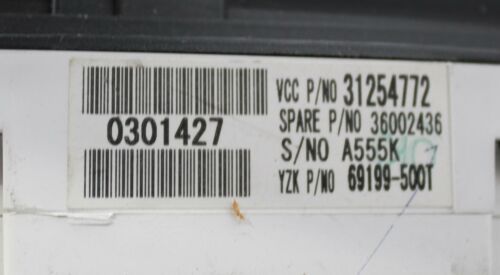 0301427
VCC P/NO 31254772
SPARE P/NO 36002436
S/NO A555K
YZK P/NO 69199-500T